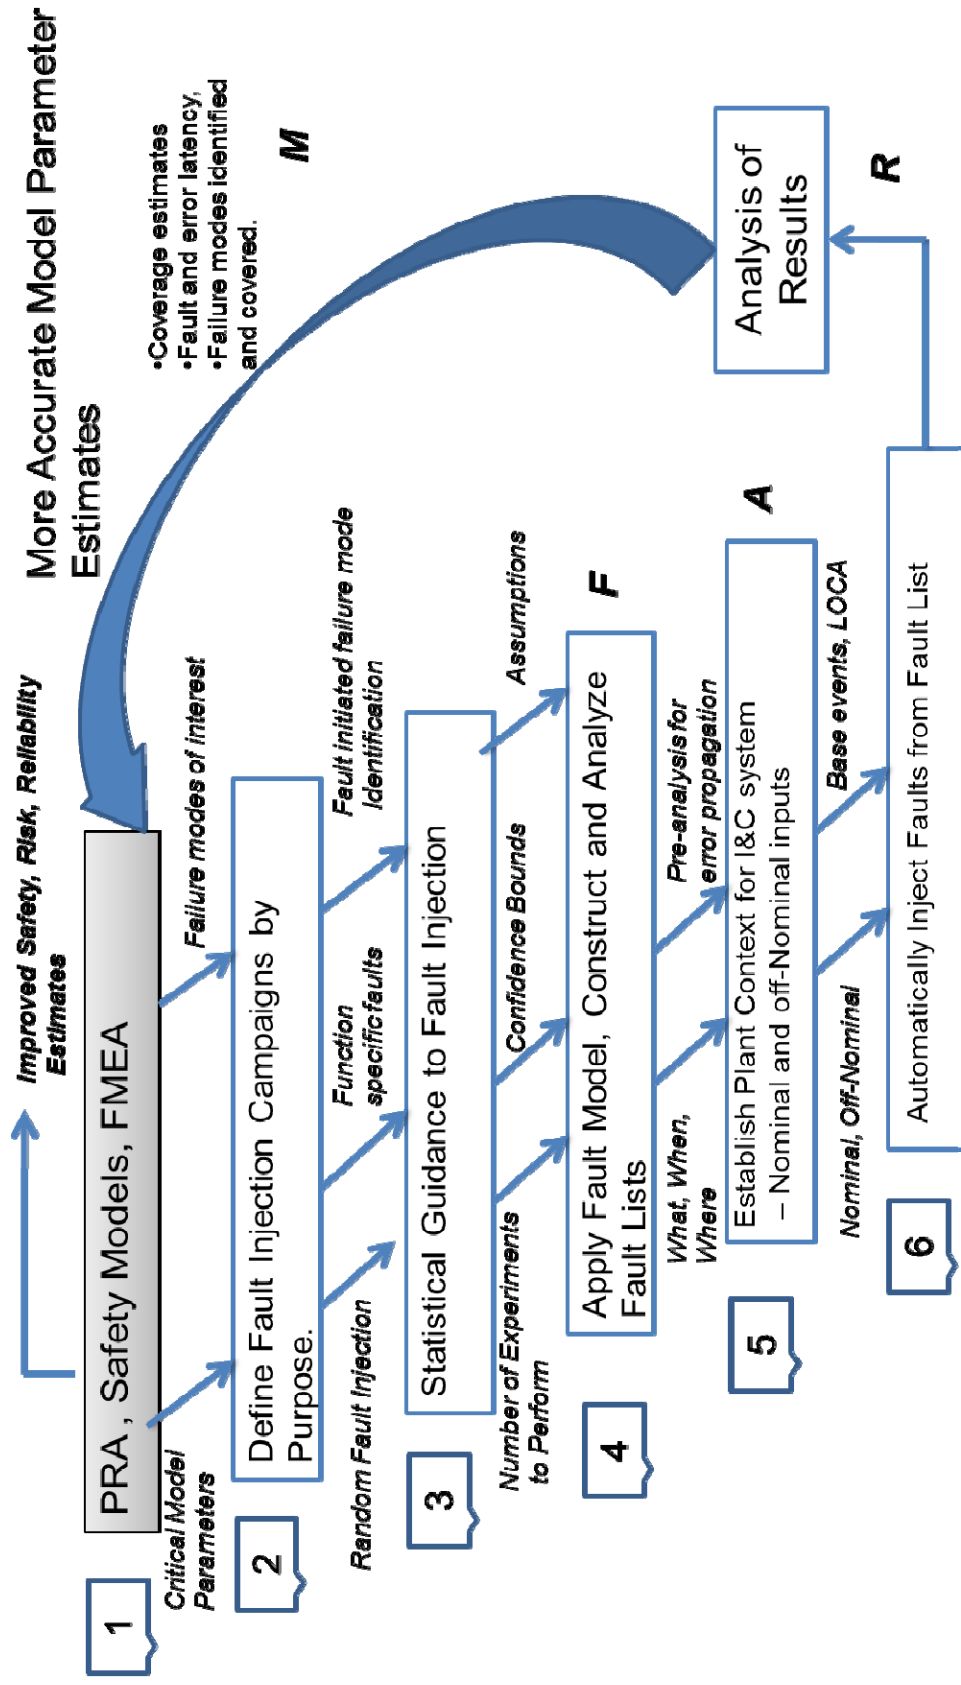 More Accurate Model Parameter
Estimates
Improved Safety, Risk, Reliability
Estimates
•Coverage estimates
•Fault and error latency,
•Failure modes identified
and covered.
M
1
PRA , Safety Models, FMEA
Critical Model
Parameters
Failure modes of interest
2
Define Fault Injection Campaigns by
Purpose.
Random Fault Injection
Function
specific faults
Fault initiated failure mode
Identification
3
Statistical Guidance to Fault Injection
Number of Experiments
to Perform
Confidence Bounds
Assumptions
4
Apply Fault Model, Construct and Analyze
Fault Lists
F
What, When,
Where
Pre-analysis for
error propagation
5
Establish Plant Context for I&C system
– Nominal and off-Nominal inputs
A
Nominal, Off-Nominal
Base events, LOCA
6
Automatically Inject Faults from Fault List
Analysis of
Results
R